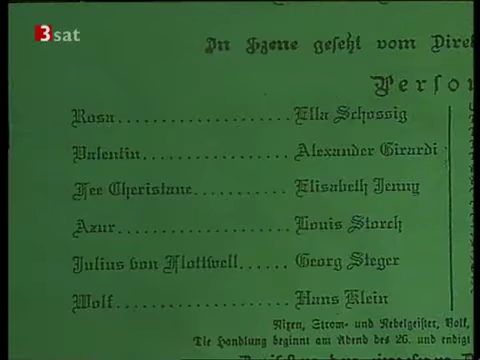 3sat
In Szene gesetzt vom Dire
Perso
Rosa.................... Ella Schossig
Valentin................. Alexander Girardi
Fee Cheristane........... Elisabeth Jenny
Azur.................... Louis Storch
Julius von Flottwell...... Georg Steger
Wolf.................... Hans Klein
Nixen, Strom- und Nebelgeister, Volk,
Die Handlung beginnt am Abend des 26. und endigt